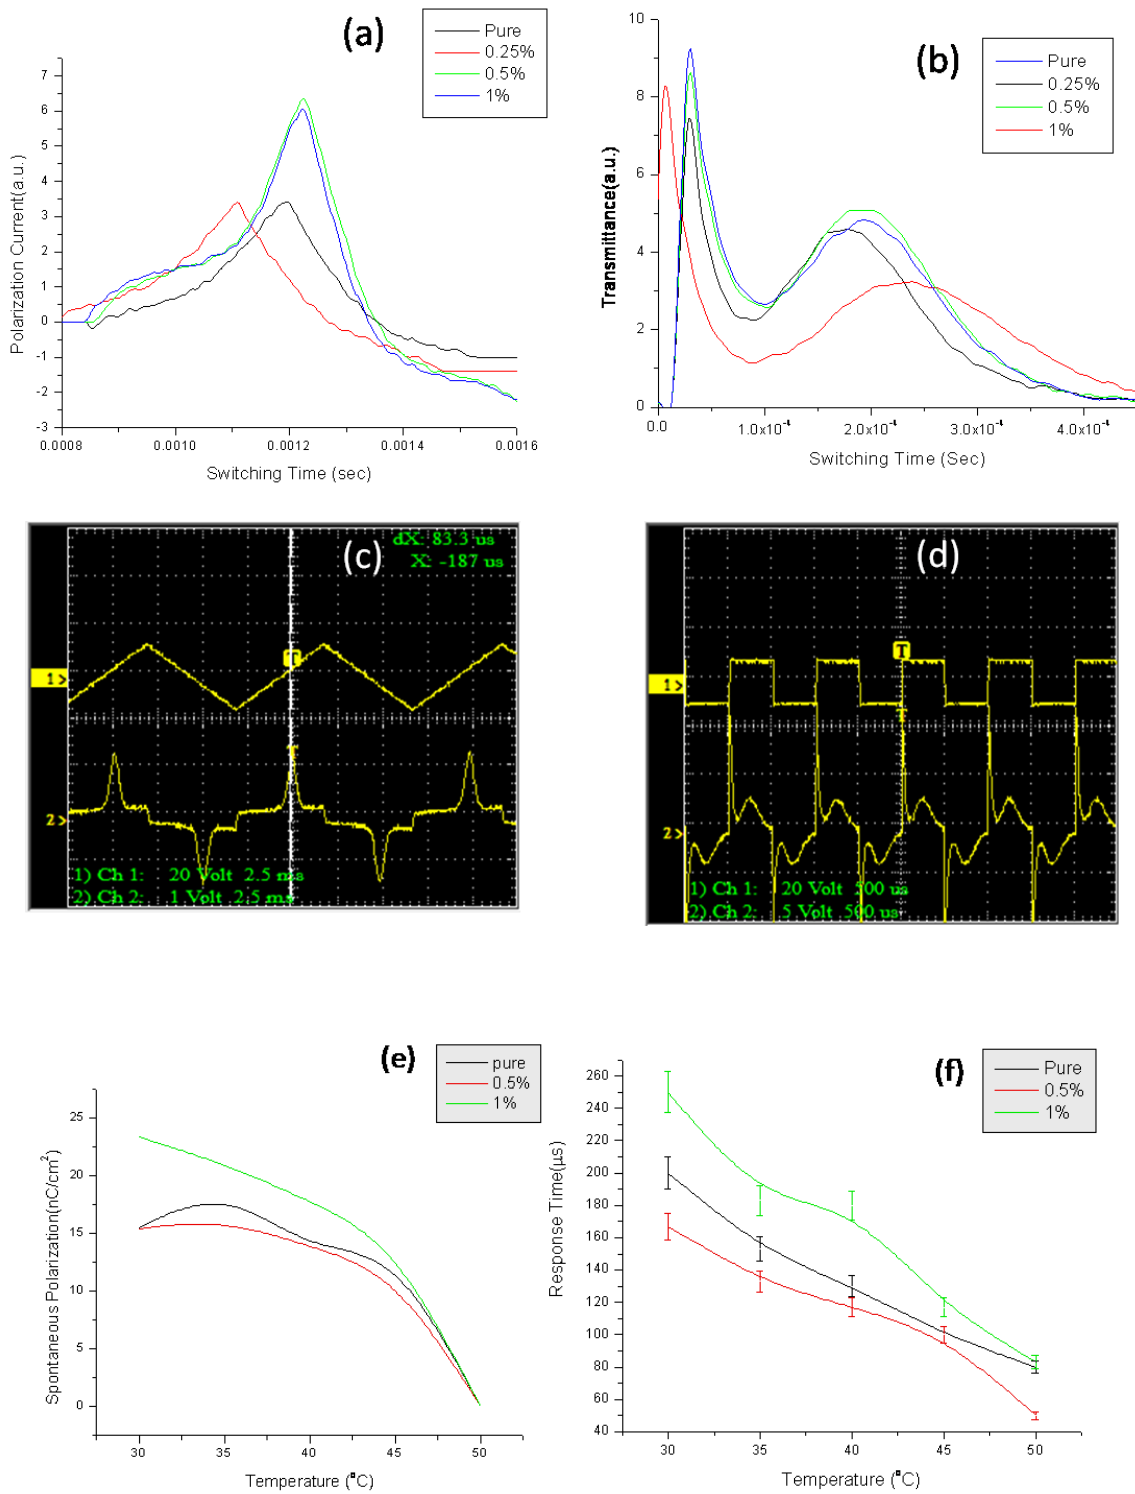 (a)
Pure
0.25%
0.5%
1%
7
6
5
4
3
2
1
0
-1
-2
-3
Polarization Current(a.u.)
0.0008
0.0010
0.0012
0.0014
0.0016
Switching Time (sec)
(b)
Pure
0.25%
0.5%
1%
10
8
6
4
2
0
Transmittance(a.u.)
0.0
1.0x10⁻⁴
2.0x10⁻⁴
3.0x10⁻⁴
4.0x10⁻⁴
Switching Time (Sec)
(c)
dX: 83.3 us
X: -187 us
T
1>
T
2>
1) Ch 1: 20 Volt 2.5 ms
2) Ch 2: 1 Volt 2.5 ms
(d)
T
1>
T
2>
1) Ch 1: 20 Volt 500 us
2) Ch 2: 5 Volt 500 us
(e)
pure
0.5%
1%
25
20
15
10
5
0
Spontaneous Polarization(nC/cm²)
30
35
40
45
50
Temperature (°C)
(f)
Pure
0.5%
1%
260
240
220
200
180
160
140
120
100
80
60
40
Response Time(µs)
30
35
40
45
50
Temperature (°C)